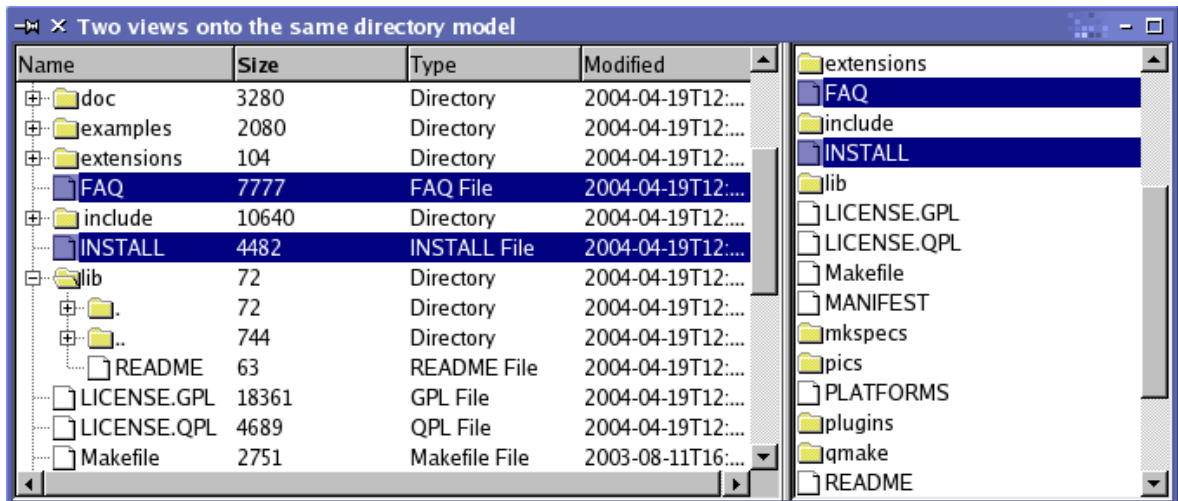 Two views onto the same directory model
Name Size Type Modified
doc 3280 Directory 2004-04-19T12:...
examples 2080 Directory 2004-04-19T12:...
extensions 104 Directory 2004-04-19T12:...
FAQ 7777 FAQ File 2004-04-19T12:...
include 10640 Directory 2004-04-19T12:...
INSTALL 4482 INSTALL File 2004-04-19T12:...
lib 72 Directory 2004-04-19T12:...
. 72 Directory 2004-04-19T12:...
.. 744 Directory 2004-04-19T12:...
README 63 README File 2004-04-19T12:...
LICENSE.GPL 18361 GPL File 2004-04-19T12:...
LICENSE.QPL 4689 QPL File 2004-04-19T12:...
Makefile 2751 Makefile File 2003-08-11T16:...
extensions
FAQ
include
INSTALL
lib
LICENSE.GPL
LICENSE.QPL
Makefile
MANIFEST
mkspecs
pics
PLATFORMS
plugins
qmake
README